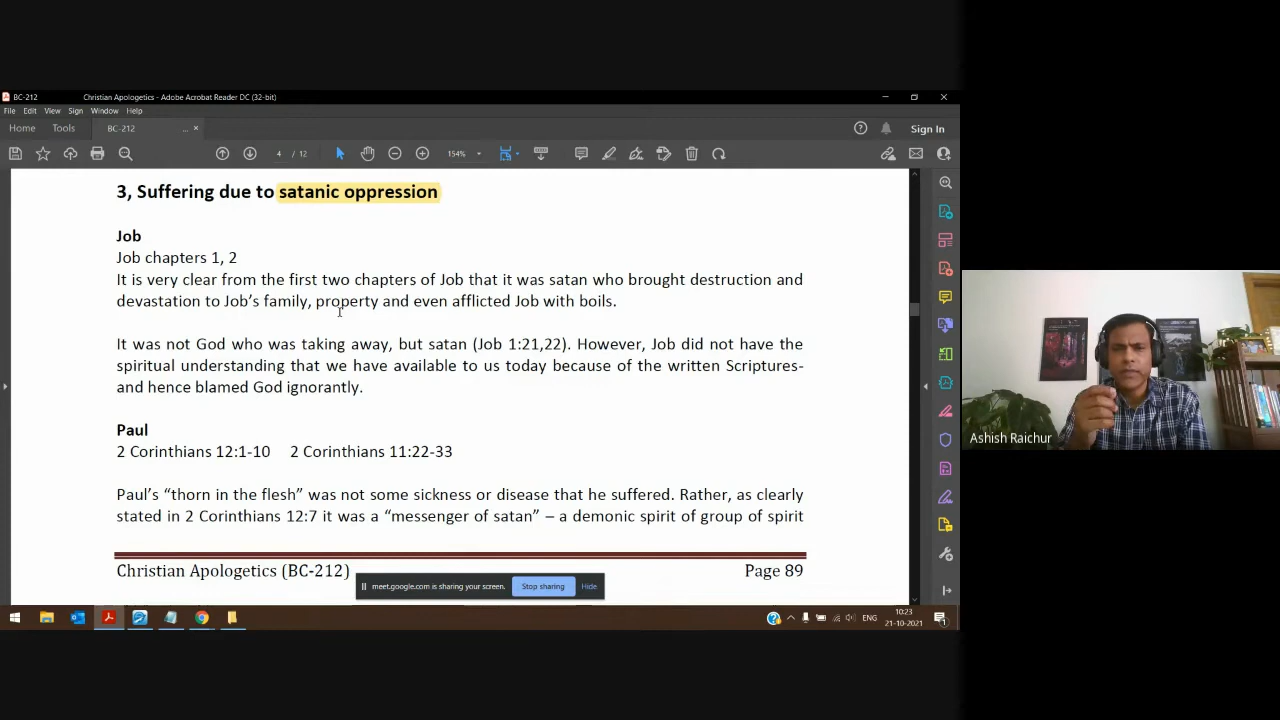 BC-212 Christian Apologetics - Adobe Acrobat Reader DC (32-bit)
File Edit View Sign Window Help
Home Tools BC-212 ... × Sign In
4 / 12 154%
3, Suffering due to satanic oppression
Job
Job chapters 1, 2
It is very clear from the first two chapters of Job that it was satan who brought destruction and
devastation to Job's family, property and even afflicted Job with boils.
It was not God who was taking away, but satan (Job 1:21,22). However, Job did not have the
spiritual understanding that we have available to us today because of the written Scriptures-
and hence blamed God ignorantly.
Paul
2 Corinthians 12:1-10 2 Corinthians 11:22-33
Paul's “thorn in the flesh” was not some sickness or disease that he suffered. Rather, as clearly
stated in 2 Corinthians 12:7 it was a “messenger of satan” – a demonic spirit of group of spirit
Christian Apologetics (BC-212) Page 89
meet.google.com is sharing your screen. Stop sharing Hide
ENG 10:23
21-10-2021
Ashish Raichur